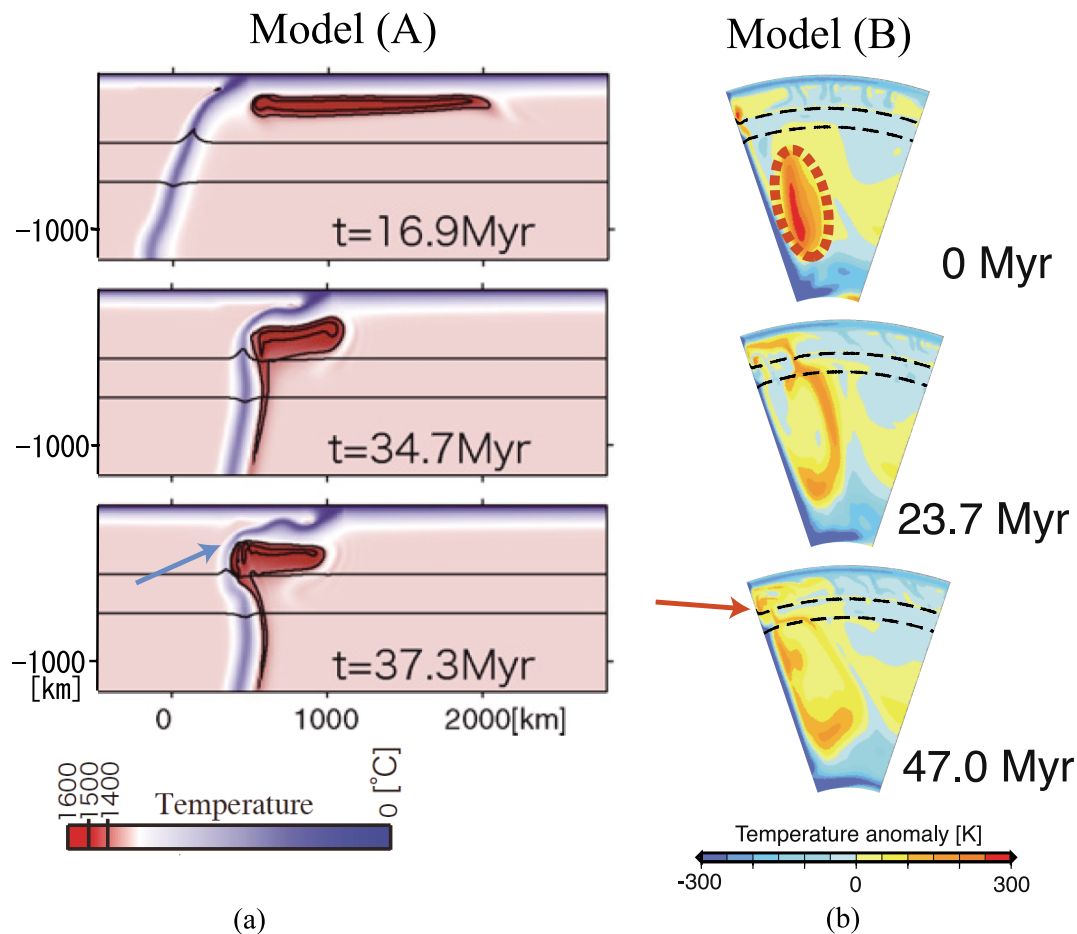 Model (A)
Model (B)
-1000
t=16.9Myr
0 Myr
-1000
t=34.7Myr
23.7 Myr
-1000
[km]
t=37.3Myr
0
1000
2000[km]
47.0 Myr
1600
1500
1400
Temperature
0 [°C]
Temperature anomaly [K]
-300
0
300
(a)
(b)